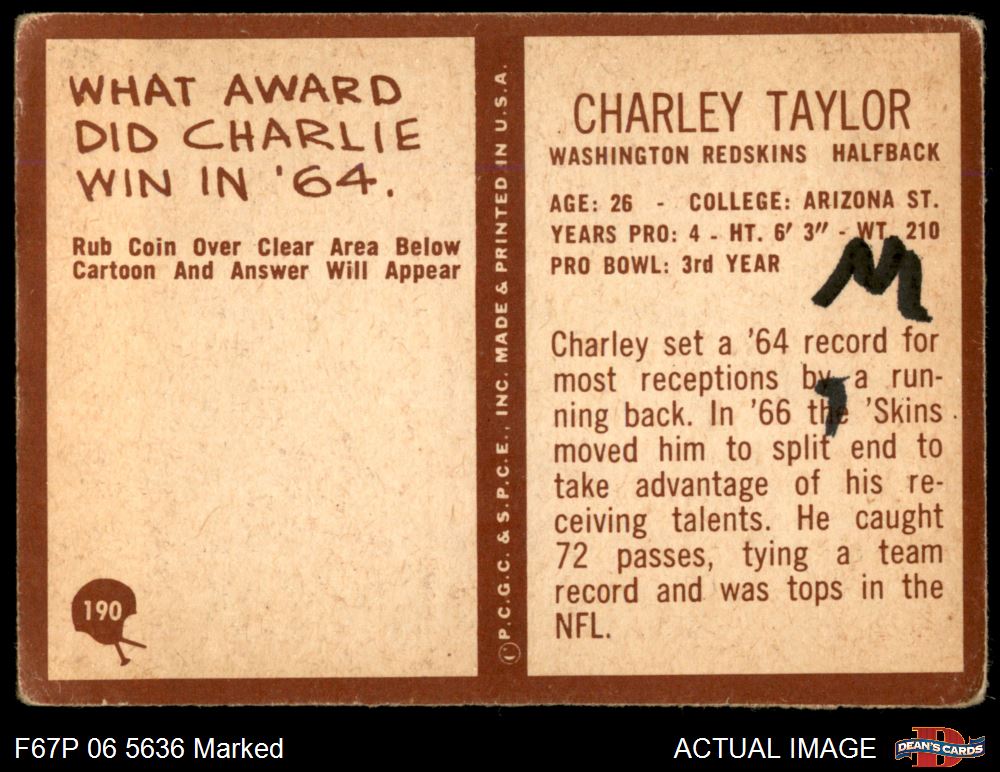 WHAT AWARD
DID CHARLIE
WIN IN '64.
Rub Coin Over Clear Area Below
Cartoon And Answer Will Appear
190
© P.C.G.C. & S.P.C.E., INC. MADE & PRINTED IN U.S.A.
CHARLEY TAYLOR
WASHINGTON REDSKINS HALFBACK
AGE: 26 - COLLEGE: ARIZONA ST.
YEARS PRO: 4 - HT. 6' 3" - WT. 210
PRO BOWL: 3rd YEAR
M
Charley set a '64 record for
most receptions by a run-
ning back. In '66 the 'Skins
moved him to split end to
take advantage of his re-
ceiving talents. He caught
72 passes, tying a team
record and was tops in the
NFL.
F67P 06 5636 Marked
ACTUAL IMAGE
DEAN'S CARDS